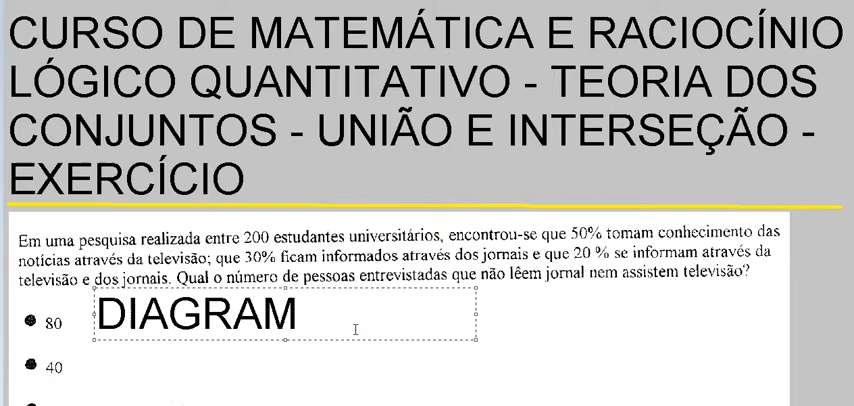 CURSO DE MATEMÁTICA E RACIOCÍNIO
LÓGICO QUANTITATIVO - TEORIA DOS
CONJUNTOS - UNIÃO E INTERSEÇÃO -
EXERCÍCIO
Em uma pesquisa realizada entre 200 estudantes universitários, encontrou-se que 50% tomam conhecimento das
notícias através da televisão; que 30% ficam informados através dos jornais e que 20 % se informam através da
televisão e dos jornais. Qual o número de pessoas entrevistadas que não lêem jornal nem assistem televisão?
80
DIAGRAM
40